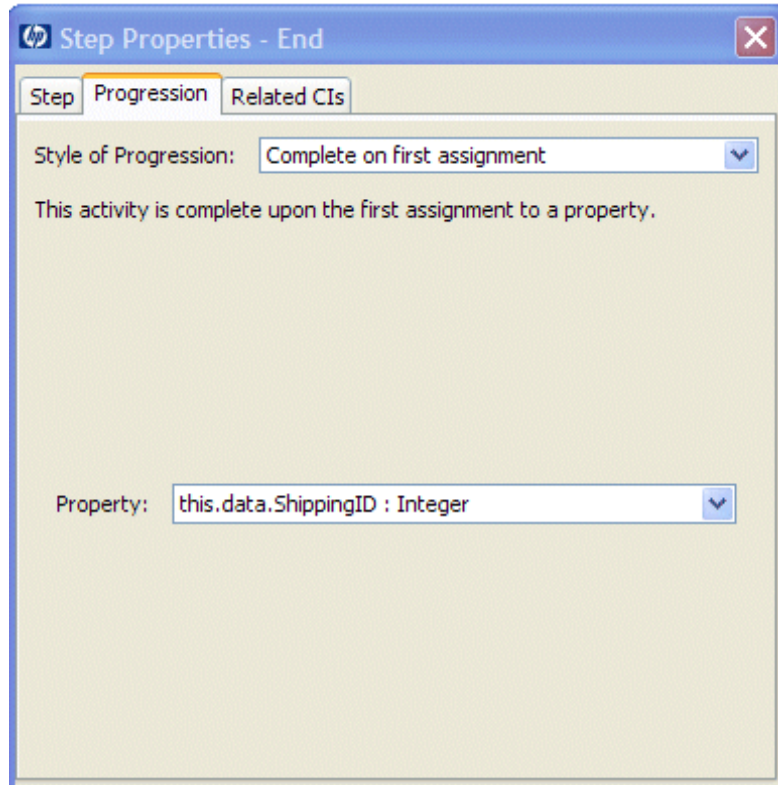 Step Properties - End
Step Progression Related CIs
Style of Progression: Complete on first assignment
This activity is complete upon the first assignment to a property.
Property: this.data.ShippingID : Integer